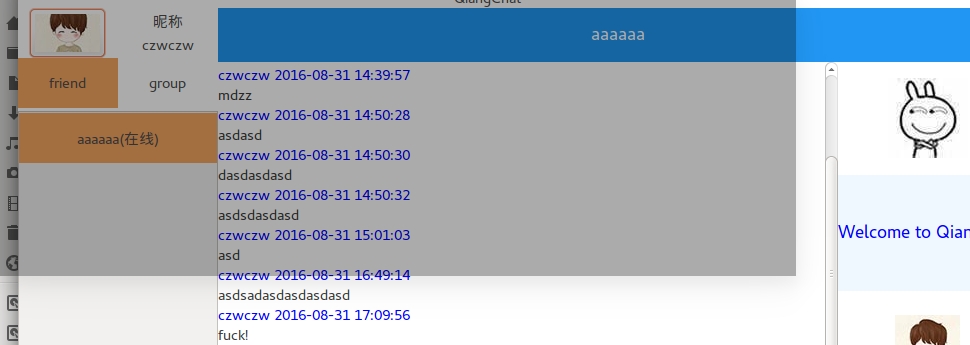 QiangChat
昵称
czwczw
friend
group
aaaaaa(在线)
aaaaaa
czwczw 2016-08-31 14:39:57
mdzz
czwczw 2016-08-31 14:50:28
asdasd
czwczw 2016-08-31 14:50:30
dasdasdasd
czwczw 2016-08-31 14:50:32
asdsdasdasd
czwczw 2016-08-31 15:01:03
asd
czwczw 2016-08-31 16:49:14
asdsadasdasdasdasd
czwczw 2016-08-31 17:09:56
fuck!
Welcome to Qian